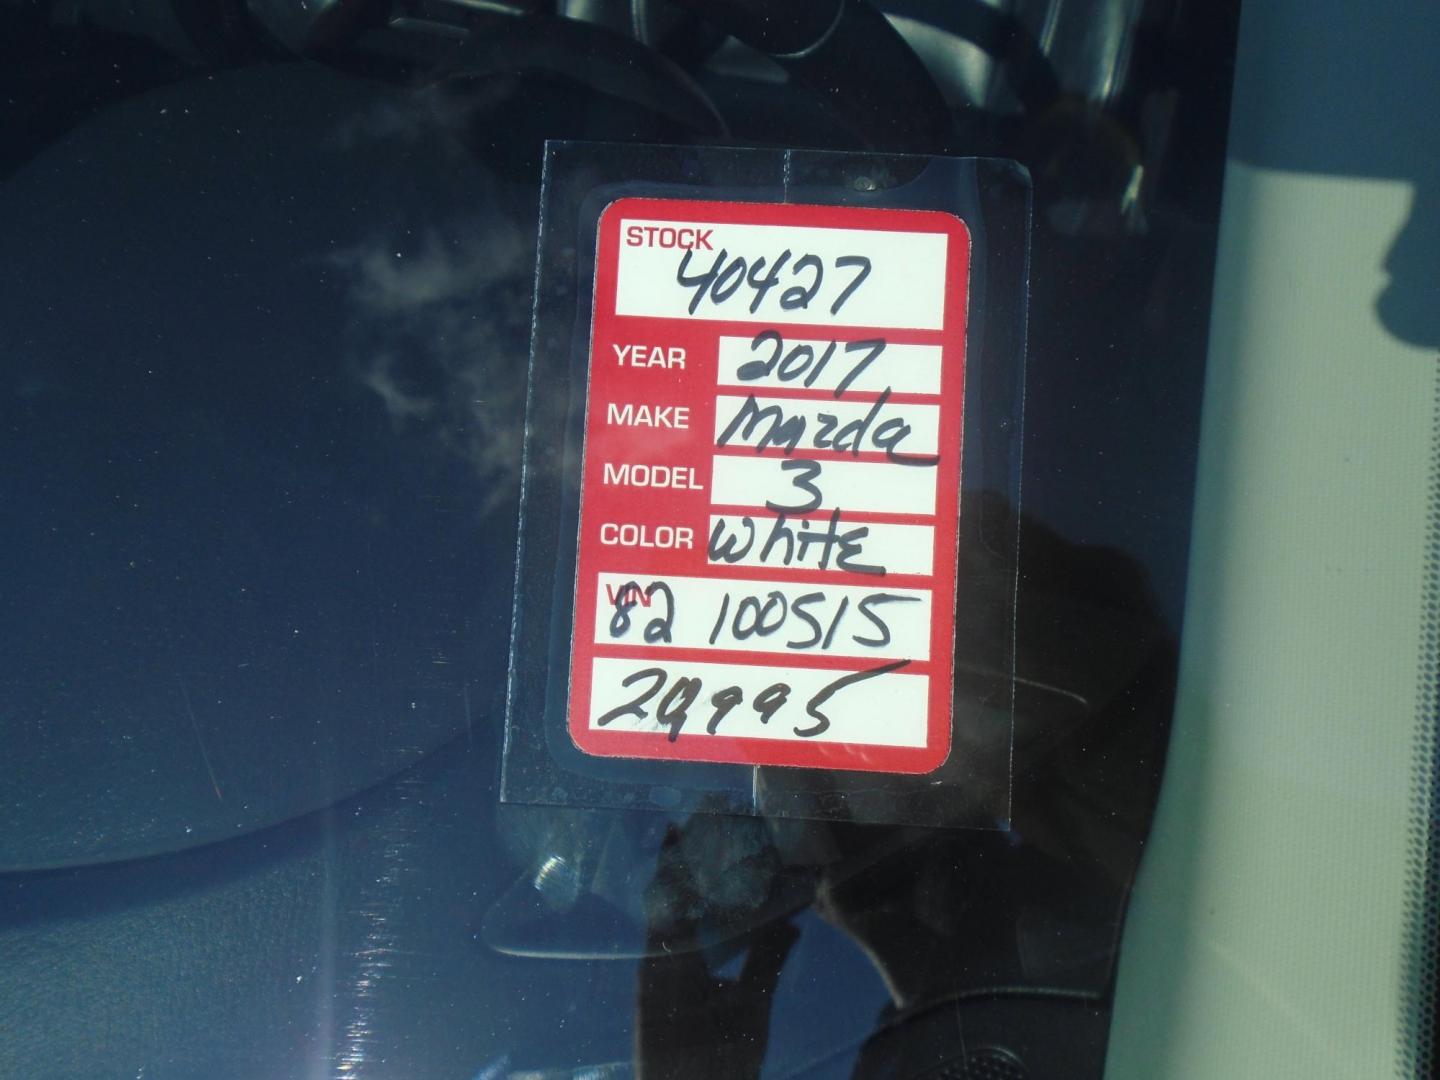 STOCK
40427
YEAR 2017
MAKE Mazda
MODEL 3
COLOR White
VIN
82 100515
29995